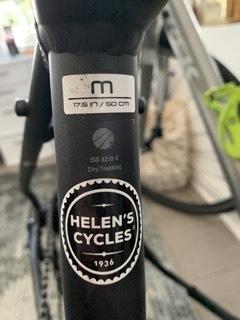 m
17.5 in / 50 cm
ISO 4210-2
City/Trekking
HELEN'S
CYCLES
1936